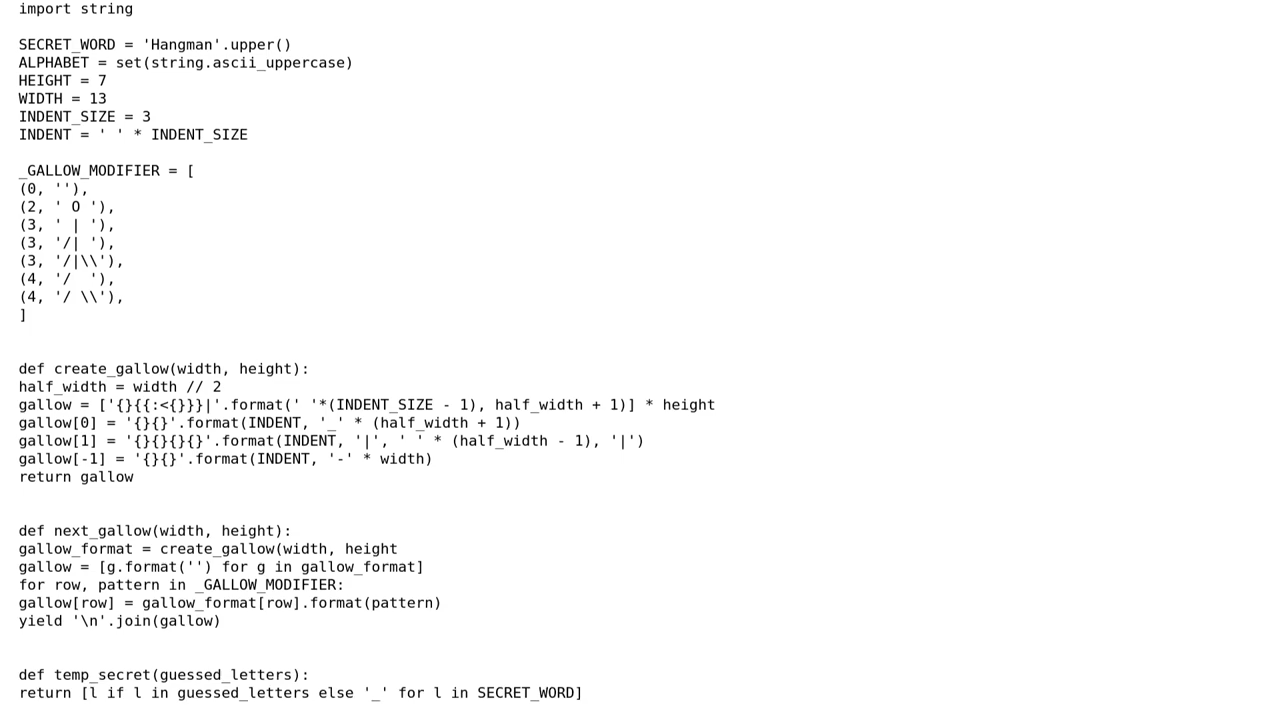 import string
SECRET_WORD = 'Hangman'.upper()
ALPHABET = set(string.ascii_uppercase)
HEIGHT = 7
WIDTH = 13
INDENT_SIZE = 3
INDENT = ' ' * INDENT_SIZE
_GALLOW_MODIFIER = [
(0, ''),
(2, ' O '),
(3, ' | '),
(3, '/| '),
(3, '/|\\'),
(4, '/  '),
(4, '/ \\'),
]
def create_gallow(width, height):
half_width = width // 2
gallow = ['{}{{:<{}}}|'.format(' '*(INDENT_SIZE - 1), half_width + 1)] * height
gallow[0] = '{}{}'.format(INDENT, '_' * (half_width + 1))
gallow[1] = '{}{}{}{}'.format(INDENT, '|', ' ' * (half_width - 1), '|')
gallow[-1] = '{}{}'.format(INDENT, '-' * width)
return gallow
def next_gallow(width, height):
gallow_format = create_gallow(width, height
gallow = [g.format('') for g in gallow_format]
for row, pattern in _GALLOW_MODIFIER:
gallow[row] = gallow_format[row].format(pattern)
yield '\n'.join(gallow)
def temp_secret(guessed_letters):
return [l if l in guessed_letters else '_' for l in SECRET_WORD]